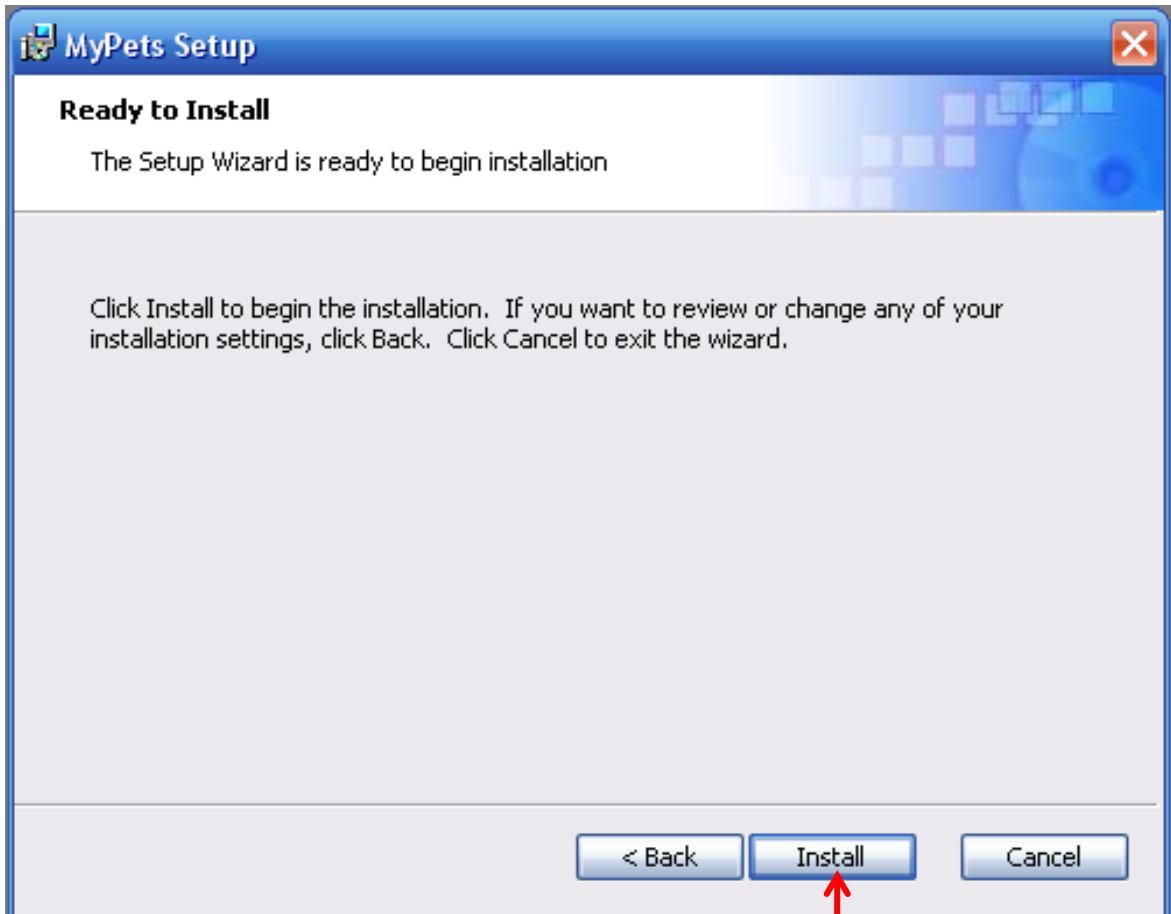 MyPets Setup
Ready to Install
The Setup Wizard is ready to begin installation
Click Install to begin the installation.  If you want to review or change any of your
installation settings, click Back.  Click Cancel to exit the wizard.
< Back Install Cancel